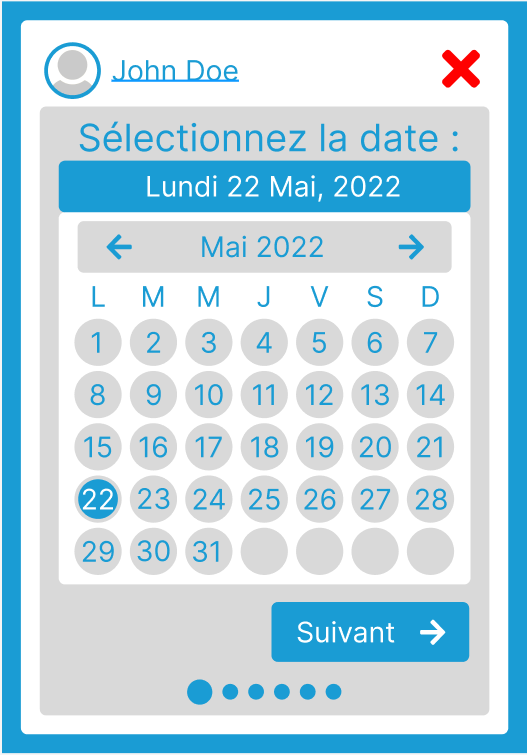 John Doe
Sélectionnez la date :
Lundi 22 Mai, 2022
Mai 2022
L M M J V S D
1 2 3 4 5 6 7
8 9 10 11 12 13 14
15 16 17 18 19 20 21
22 23 24 25 26 27 28
29 30 31
Suivant